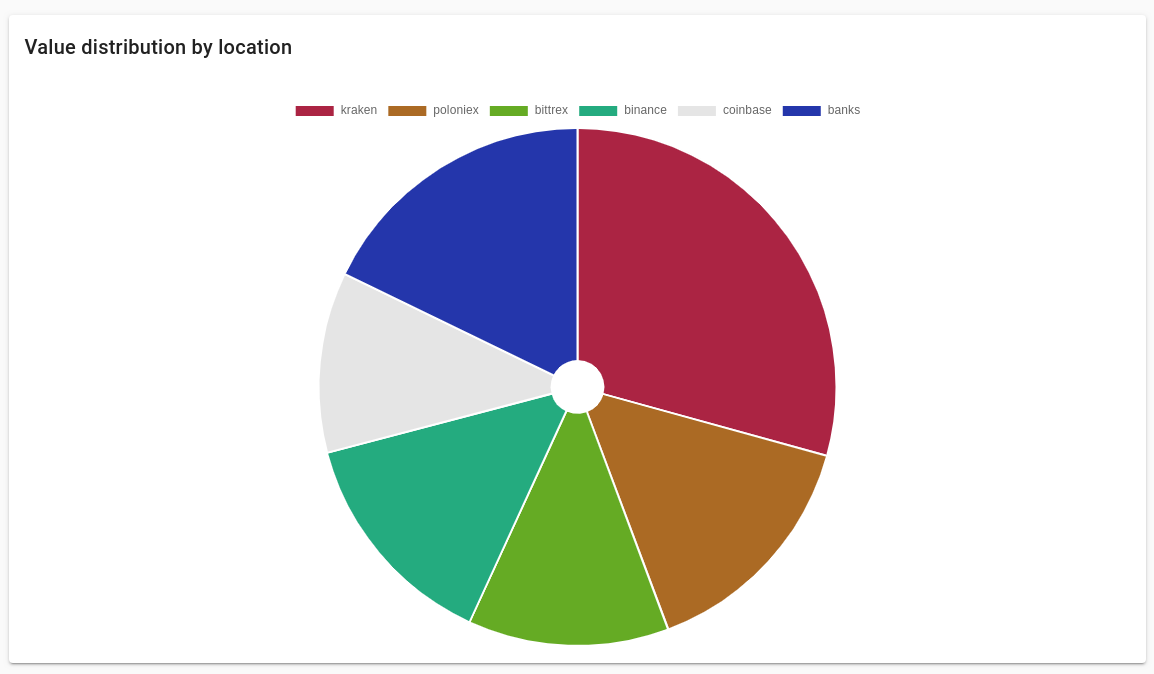 Value distribution by location
kraken poloniex bittrex binance coinbase banks